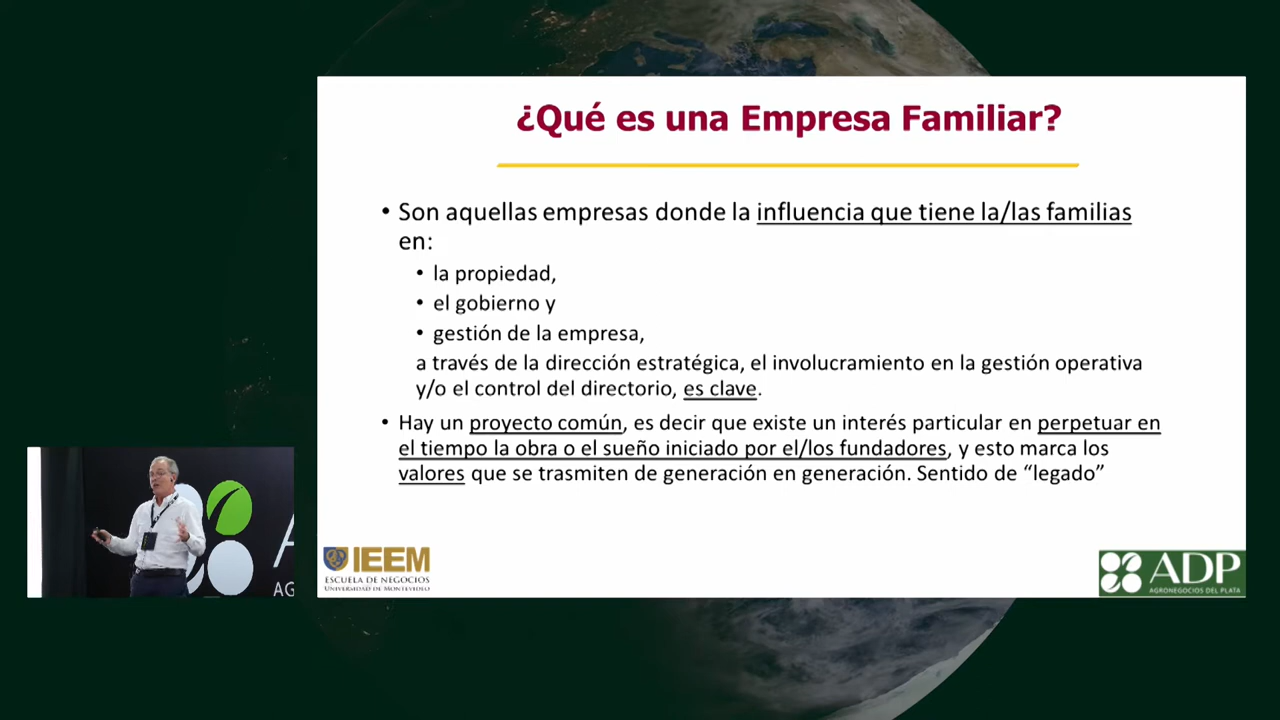 ¿Qué es una Empresa Familiar?
• Son aquellas empresas donde la influencia que tiene la/las familias
en:
• la propiedad,
• el gobierno y
• gestión de la empresa,
a través de la dirección estratégica, el involucramiento en la gestión operativa
y/o el control del directorio, es clave.
• Hay un proyecto común, es decir que existe un interés particular en perpetuar en
el tiempo la obra o el sueño iniciado por el/los fundadores, y esto marca los
valores que se trasmiten de generación en generación. Sentido de “legado”
IEEM
ESCUELA DE NEGOCIOS
UNIVERSIDAD DE MONTEVIDEO
ADP
AGRONEGOCIOS DEL PLATA
A
AG